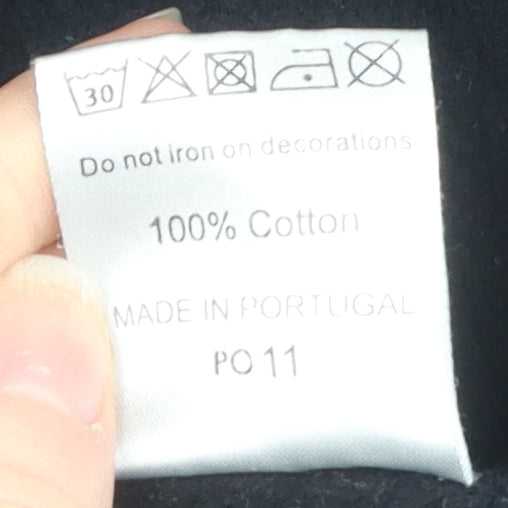 30
Do not iron on decorations
100% Cotton
MADE IN PORTUGAL
PO 11